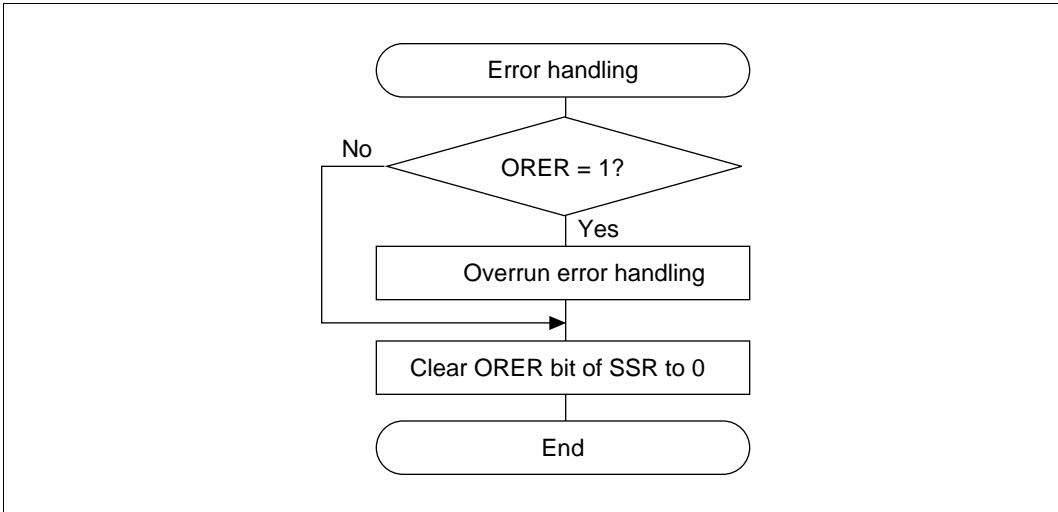 Error handling
No
ORER = 1?
Yes
Overrun error handling
Clear ORER bit of SSR to 0
End